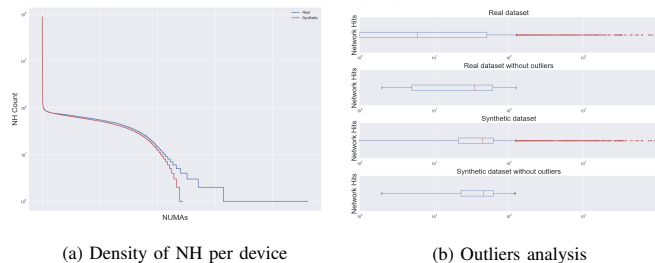 Real
Synthetic
NH Count
NUMAs
(a) Density of NH per device
Real dataset
Network Hits
Real dataset without outliers
Network Hits
Synthetic dataset
Network Hits
Synthetic dataset without outliers
Network Hits
(b) Outliers analysis